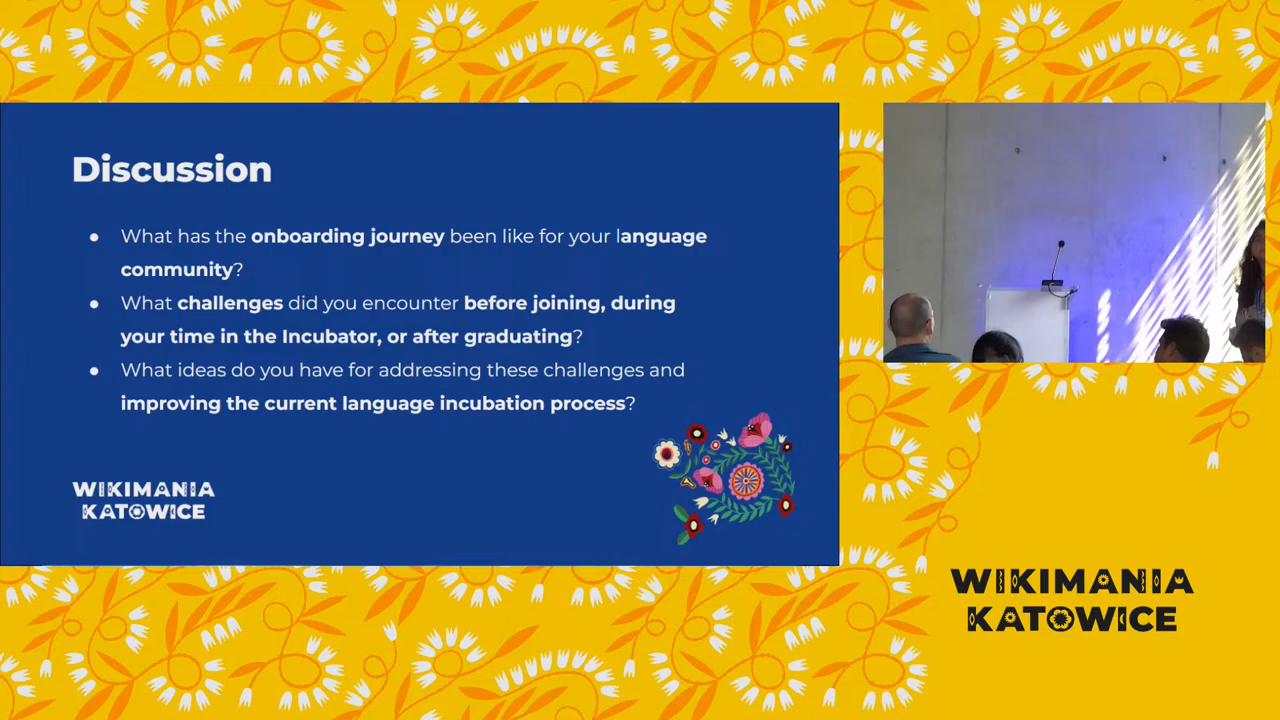 Discussion
● What has the onboarding journey been like for your language
community?
● What challenges did you encounter before joining, during
your time in the Incubator, or after graduating?
● What ideas do you have for addressing these challenges and
improving the current language incubation process?
WIKIMANIA
KATOWICE
WIKIMANIA
KATOWICE